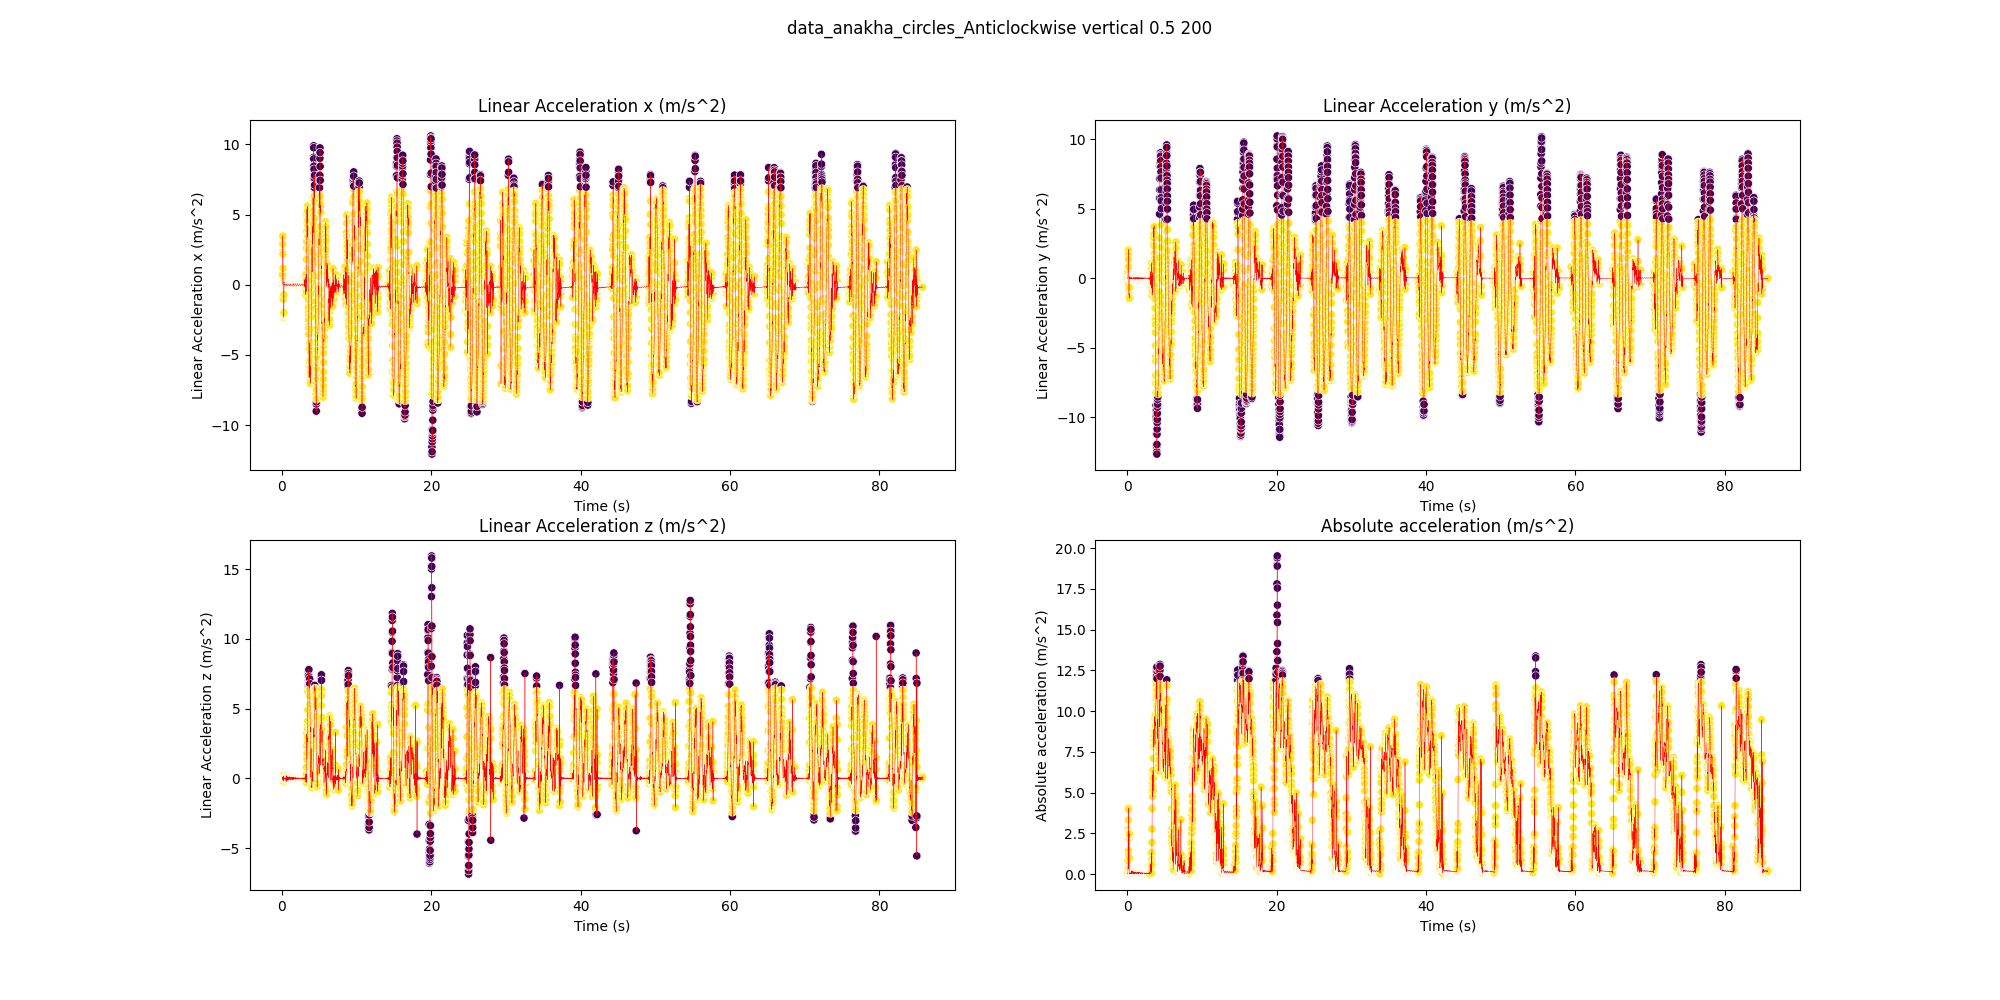 data_anakha_circles_Anticlockwise vertical 0.5 200
Linear Acceleration x (m/s^2)
Linear Acceleration x (m/s^2)
10
5
0
−5
−10
0 20 40 60 80
Time (s)
Linear Acceleration y (m/s^2)
Linear Acceleration y (m/s^2)
10
5
0
−5
−10
0 20 40 60 80
Time (s)
Linear Acceleration z (m/s^2)
Linear Acceleration z (m/s^2)
15
10
5
0
−5
0 20 40 60 80
Time (s)
Absolute acceleration (m/s^2)
Absolute acceleration (m/s^2)
20.0
17.5
15.0
12.5
10.0
7.5
5.0
2.5
0.0
0 20 40 60 80
Time (s)